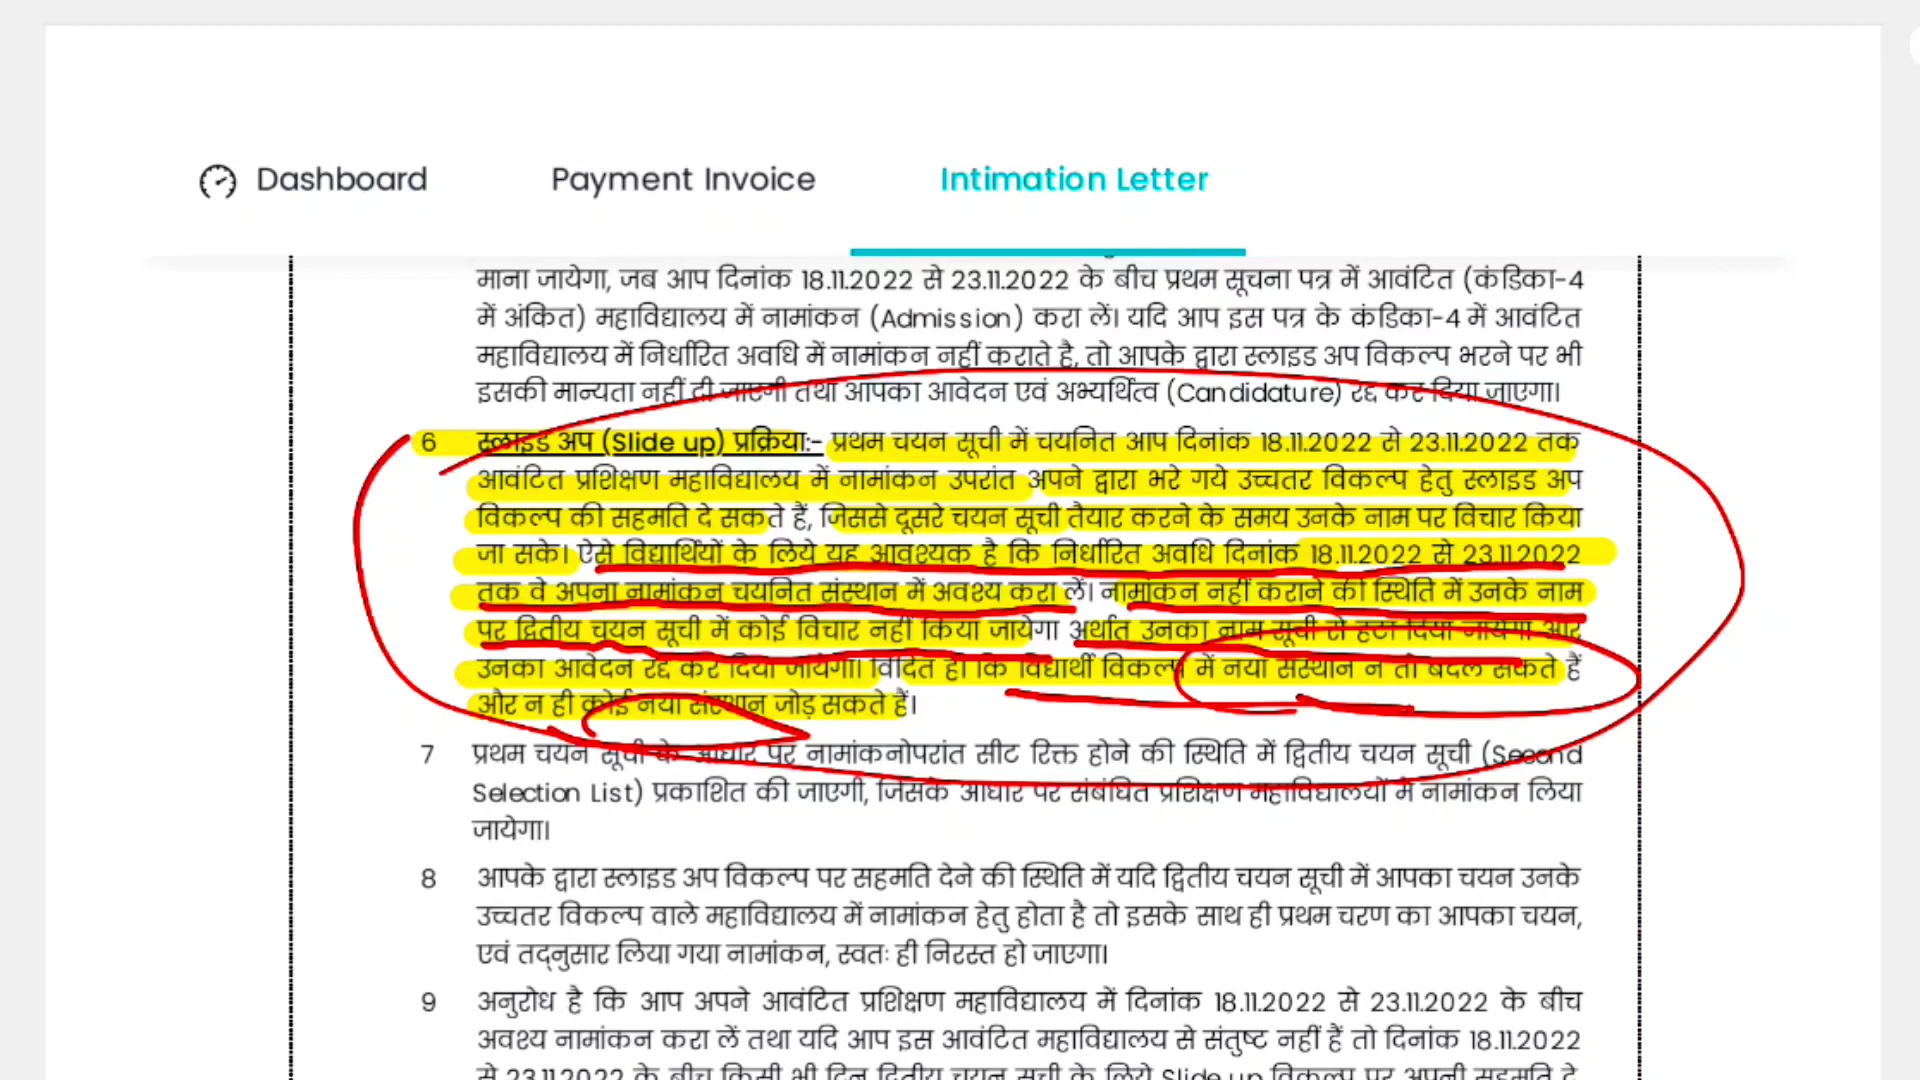 Dashboard Payment Invoice Intimation Letter
माना जायेगा, जब आप दिनांक 18.11.2022 से 23.11.2022 के बीच प्रथम सूचना पत्र में आवंटित (कंडिका-4
में अंकित) महाविद्यालय में नामांकन (Admission) करा लें। यदि आप इस पत्र के कंडिका-4 में आवंटित
महाविद्यालय में निर्धारित अवधि में नामांकन नहीं कराते है, तो आपके द्वारा स्लाइड अप विकल्प भरने पर भी
इसकी मान्यता नहीं दी जाएगी तथा आपका आवेदन एवं अभ्यर्थित्व (Candidature) रद्द कर दिया जाएगा।
6 स्लाइड अप (Slide up) प्रक्रिया:- प्रथम चयन सूची में चयनित आप दिनांक 18.11.2022 से 23.11.2022 तक
आवंटित प्रशिक्षण महाविद्यालय में नामांकन उपरांत अपने द्वारा भरे गये उच्चतर विकल्प हेतु स्लाइड अप
विकल्प की सहमति दे सकते हैं, जिससे दूसरे चयन सूची तैयार करने के समय उनके नाम पर विचार किया
जा सके। ऐसे विद्यार्थियों के लिये यह आवश्यक है कि निर्धारित अवधि दिनांक 18.11.2022 से 23.11.2022
तक वे अपना नामांकन चयनित संस्थान में अवश्य करा लें। नामांकन नहीं कराने की स्थिति में उनके नाम
पर द्वितीय चयन सूची में कोई विचार नहीं किया जायेगा अर्थात उनका नाम सूची से हटा दिया जायेगा और
उनका आवेदन रद्द कर दिया जायेगा। विदित हो कि विद्यार्थी विकल्प में नया संस्थान न तो बदल सकते हैं
और न ही कोई नया संस्थान जोड़ सकते हैं।
7 प्रथम चयन सूची के आधार पर नामांकनोपरांत सीट रिक्त होने की स्थिति में द्वितीय चयन सूची (Second
Selection List) प्रकाशित की जाएगी, जिसके आधार पर संबंधित प्रशिक्षण महाविद्यालयों में नामांकन लिया
जायेगा।
8 आपके द्वारा स्लाइड अप विकल्प पर सहमति देने की स्थिति में यदि द्वितीय चयन सूची में आपका चयन उनके
उच्चतर विकल्प वाले महाविद्यालय में नामांकन हेतु होता है तो इसके साथ ही प्रथम चरण का आपका चयन,
एवं तद्नुसार लिया गया नामांकन, स्वतः ही निरस्त हो जाएगा।
9 अनुरोध है कि आप अपने आवंटित प्रशिक्षण महाविद्यालय में दिनांक 18.11.2022 से 23.11.2022 के बीच
अवश्य नामांकन करा लें तथा यदि आप इस आवंटित महाविद्यालय से संतुष्ट नहीं हैं तो दिनांक 18.11.2022
से 23.11.2022 के बीच किसी भी दिन द्वितीय चयन सूची के लिये Slide up विकल्प पर अपनी सहमति दे